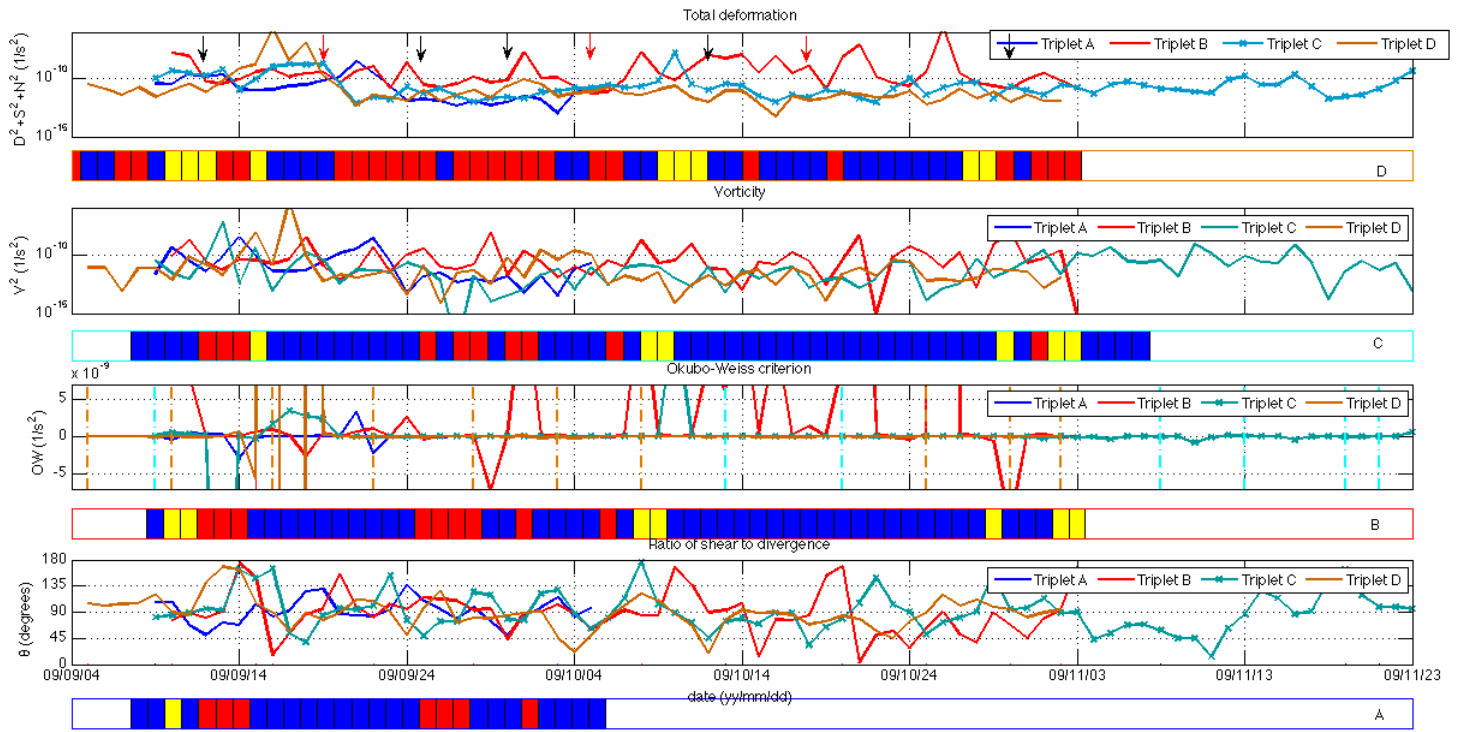 Total deformation
D²+S²+N² (1/s²)
10⁻¹⁰
10⁻¹⁵
Triplet A Triplet B Triplet C Triplet D
D
Vorticity
Y² (1/s²)
10⁻¹⁰
10⁻¹⁵
Triplet A Triplet B Triplet C Triplet D
C
x 10⁻⁹
Okubo-Weiss criterion
OW (1/s²)
5
0
-5
Triplet A Triplet B Triplet C Triplet D
B
Ratio of shear to divergence
θ (degrees)
180
135
90
45
0
Triplet A Triplet B Triplet C Triplet D
09/09/04 09/09/14 09/09/24 09/10/04 09/10/14 09/10/24 09/11/03 09/11/13 09/11/23
date (yy/mm/dd)
A